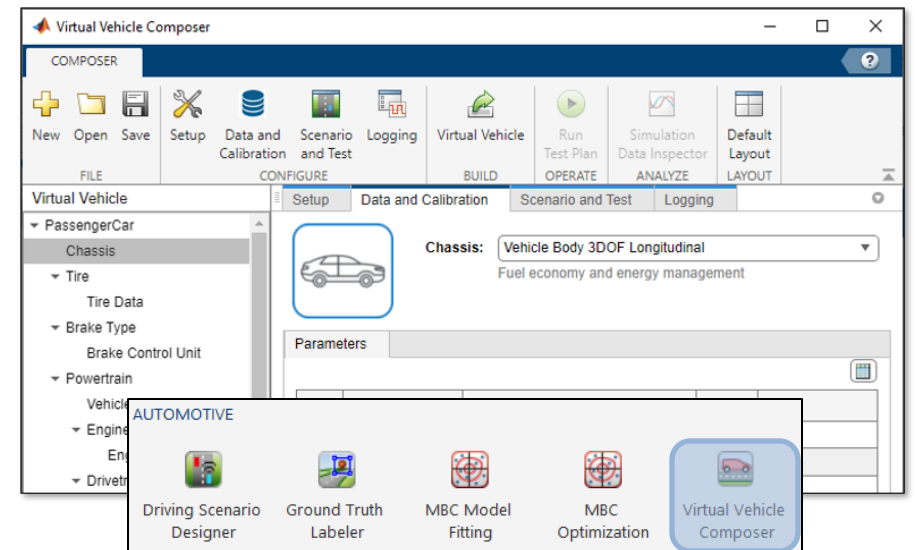 Virtual Vehicle Composer
COMPOSER
New Open Save Setup Data and Calibration Scenario and Test Logging Virtual Vehicle Run Test Plan Simulation Data Inspector Default Layout
FILE CONFIGURE BUILD OPERATE ANALYZE LAYOUT
Virtual Vehicle
Setup Data and Calibration Scenario and Test Logging
PassengerCar
Chassis
Tire
Tire Data
Brake Type
Brake Control Unit
Powertrain
Chassis: Vehicle Body 3DOF Longitudinal
Fuel economy and energy management
Parameters
AUTOMOTIVE
Driving Scenario Designer
Ground Truth Labeler
MBC Model Fitting
MBC Optimization
Virtual Vehicle Composer